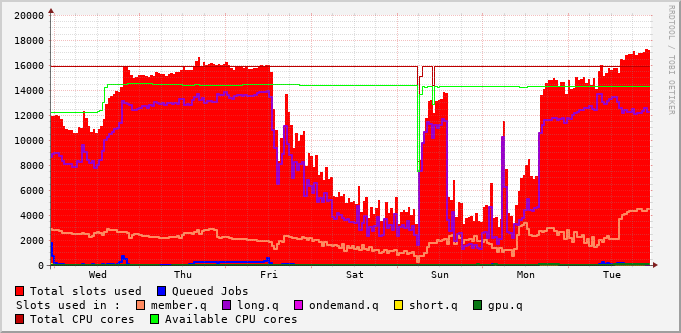 RRDTOOL / TOBI OETIKER
20000
18000
16000
14000
12000
10000
8000
6000
4000
2000
0
Wed Thu Fri Sat Sun Mon Tue
Total slots used Queued Jobs
Slots used in : member.q long.q ondemand.q short.q gpu.q
Total CPU cores Available CPU cores